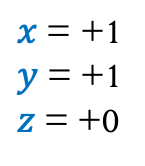 x = +1
y = +1
z = +0